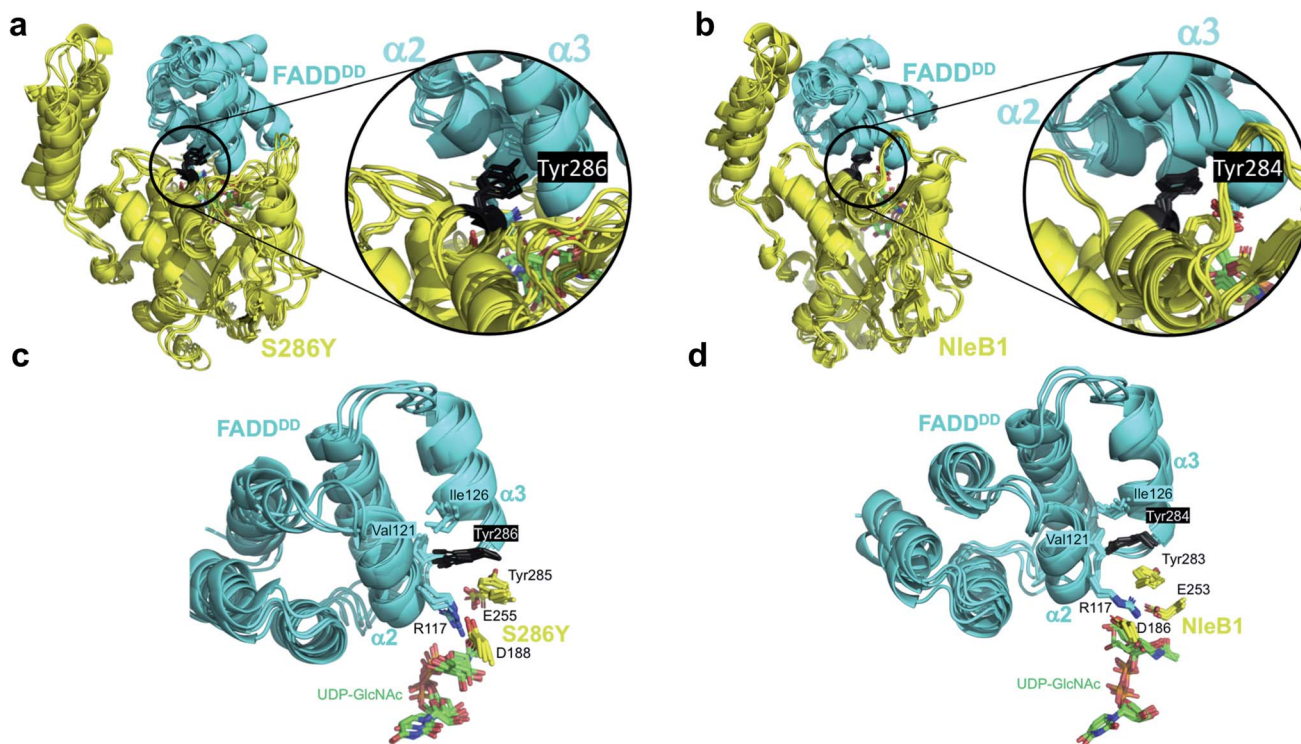 a
α2
α3
FADDᴰᴰ
Tyr286
S286Y
b
α3
FADDᴰᴰ
α2
Tyr284
NleB1
c
FADDᴰᴰ
α3
Ile126
Val121
Tyr286
Tyr285
E255
R117
S286Y
α2
D188
UDP-GlcNAc
d
FADDᴰᴰ
α3
Ile126
Tyr284
Val121
Tyr283
E253
R117
α2
D186
NleB1
UDP-GlcNAc